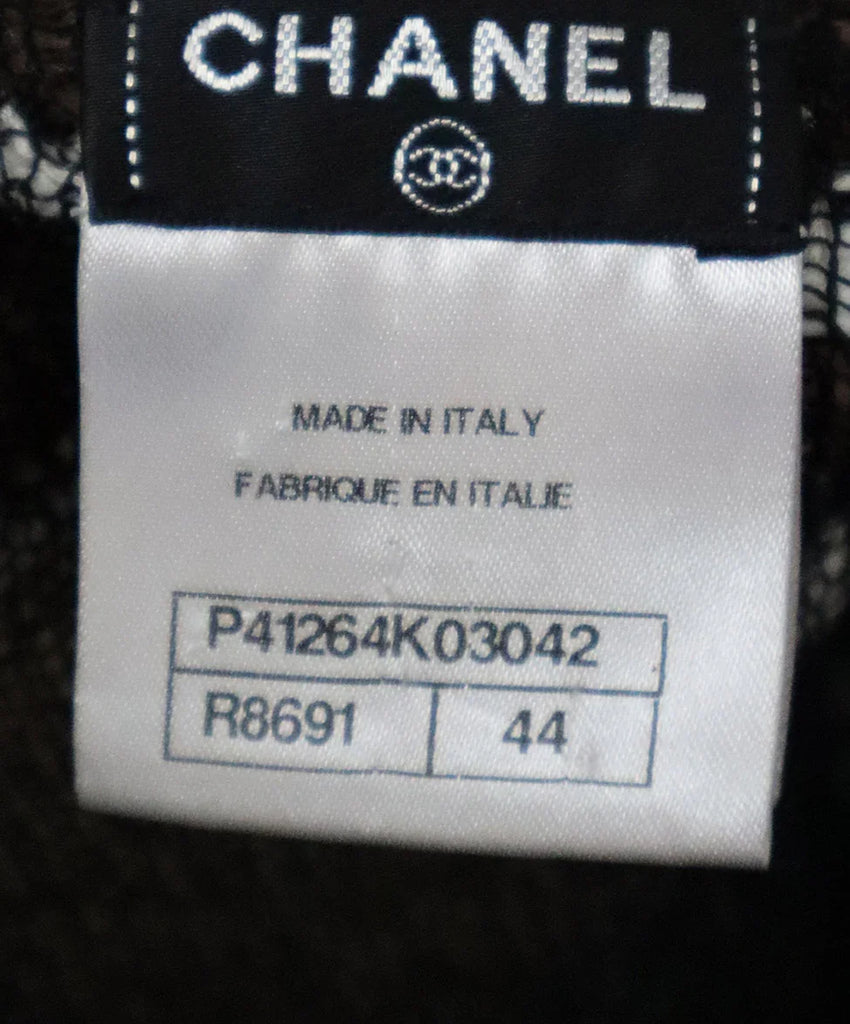 CHANEL
MADE IN ITALY
FABRIQUE EN ITALIE
P41264K03042
R8691 44